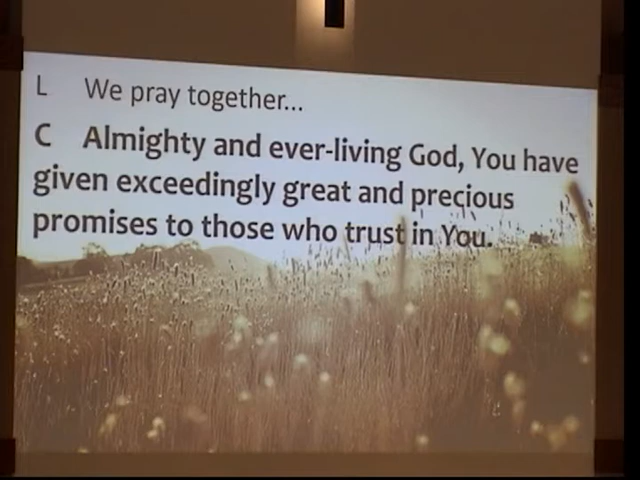 L We pray together...
C Almighty and ever-living God, You have
given exceedingly great and precious
promises to those who trust in You.